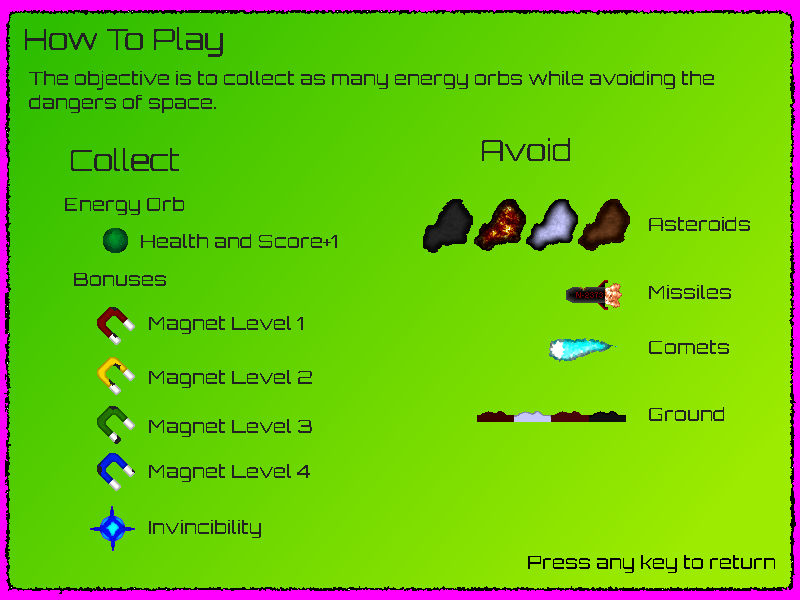 How To Play
The objective is to collect as many energy orbs while avoiding the
dangers of space.
Collect
Energy Orb
Health and Score+1
Bonuses
Magnet Level 1
Magnet Level 2
Magnet Level 3
Magnet Level 4
Invincibility
Avoid
Asteroids
Missiles
Comets
Ground
Press any key to return